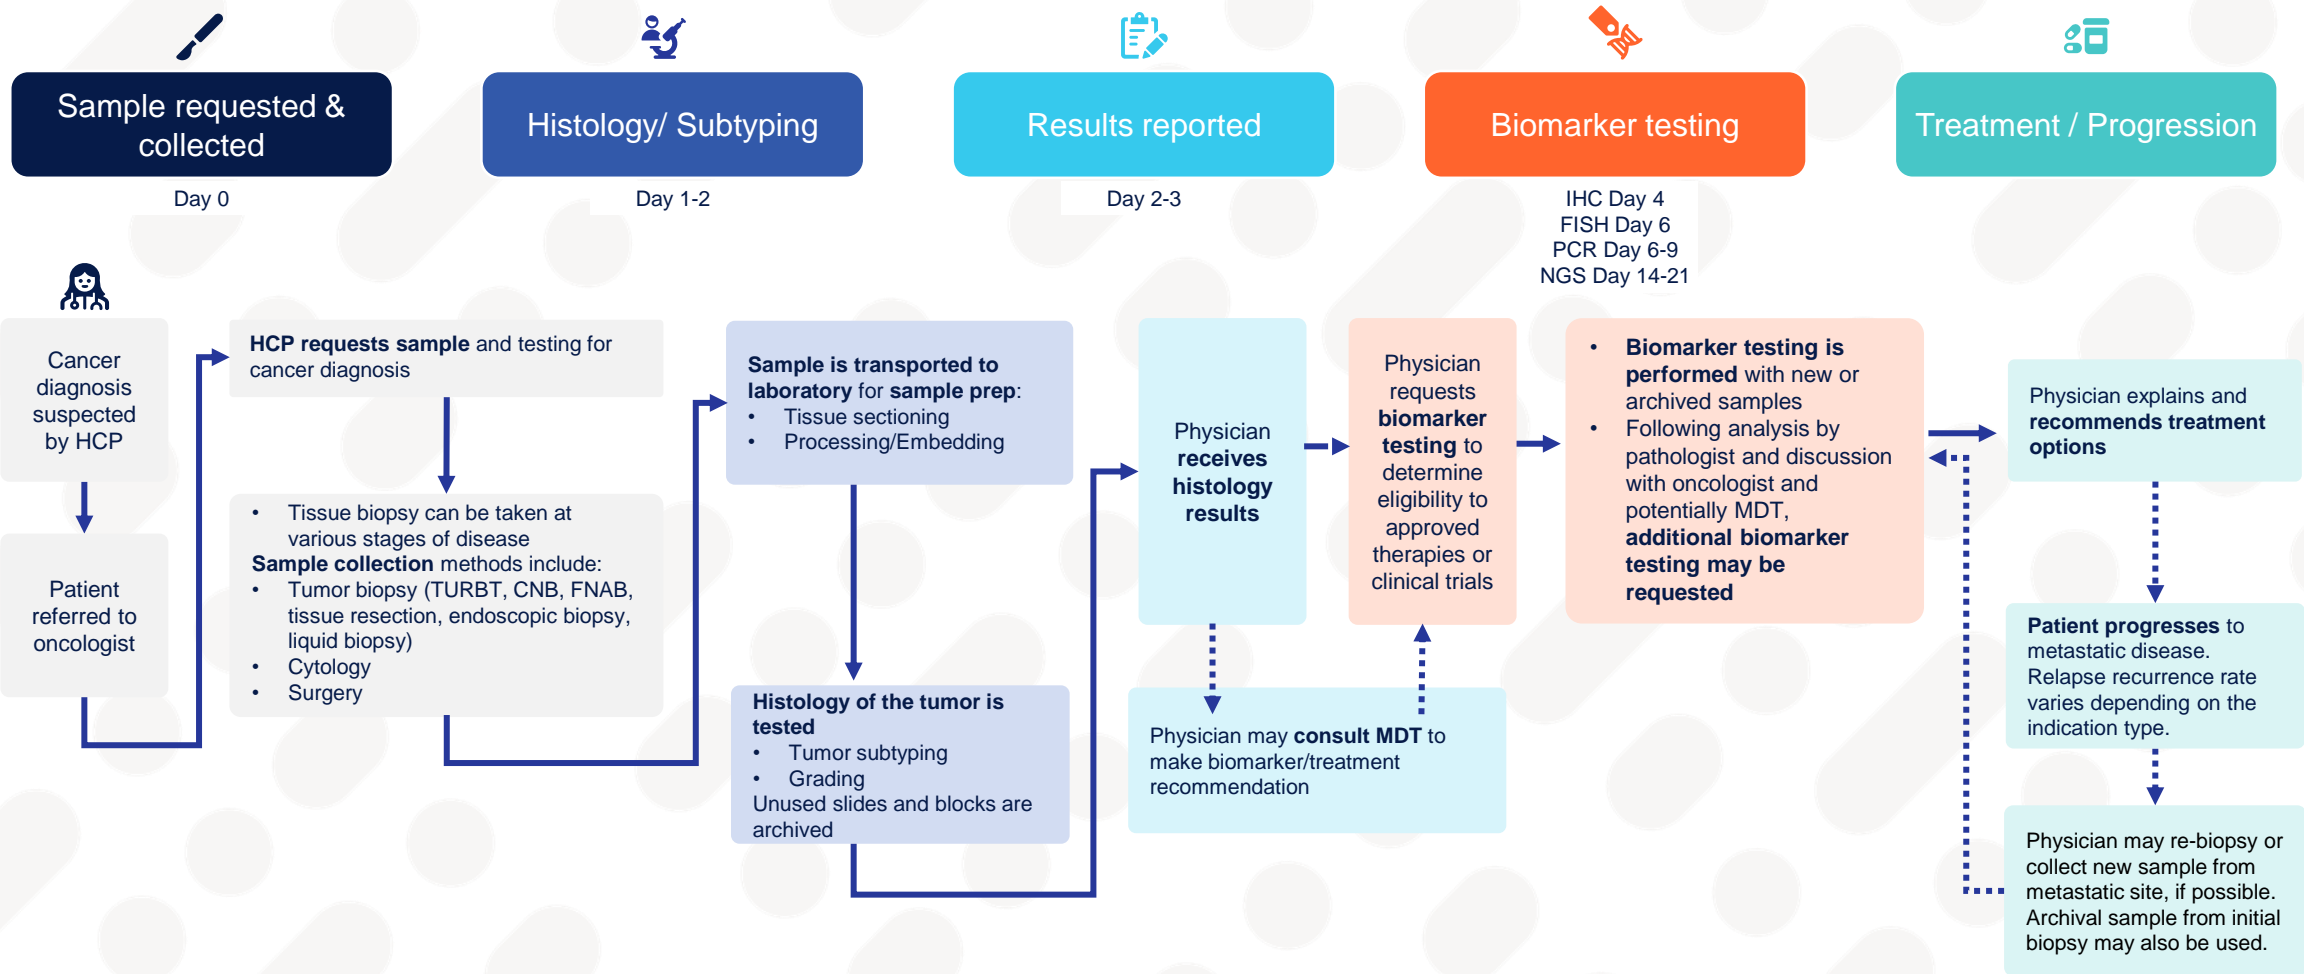 Sample requested &
collected
Histology/ Subtyping
Results reported
Biomarker testing
Treatment / Progression
Day 0
Day 1-2
Day 2-3
IHC Day 4
FISH Day 6
PCR Day 6-9
NGS Day 14-21
Cancer
diagnosis
suspected
by HCP
Patient
referred to
oncologist
HCP requests sample and testing for
cancer diagnosis
• Tissue biopsy can be taken at
various stages of disease
Sample collection methods include:
• Tumor biopsy (TURBT, CNB, FNAB,
tissue resection, endoscopic biopsy,
liquid biopsy)
• Cytology
• Surgery
Sample is transported to
laboratory for sample prep:
• Tissue sectioning
• Processing/Embedding
Histology of the tumor is
tested
• Tumor subtyping
• Grading
Unused slides and blocks are
archived
Physician
receives
histology
results
Physician may consult MDT to
make biomarker/treatment
recommendation
Physician
requests
biomarker
testing to
determine
eligibility to
approved
therapies or
clinical trials
• Biomarker testing is
performed with new or
archived samples
• Following analysis by
pathologist and discussion
with oncologist and
potentially MDT,
additional biomarker
testing may be
requested
Physician explains and
recommends treatment
options
Patient progresses to
metastatic disease.
Relapse recurrence rate
varies depending on the
indication type.
Physician may re-biopsy or
collect new sample from
metastatic site, if possible.
Archival sample from initial
biopsy may also be used.